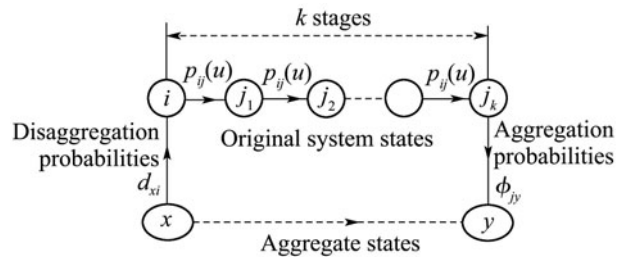 k stages
p_ij(u) p_ij(u) p_ij(u)
i j_1 j_2 j_k
Original system states
Disaggregation
probabilities
d_xi
Aggregation
probabilities
ϕ_jy
x y
Aggregate states